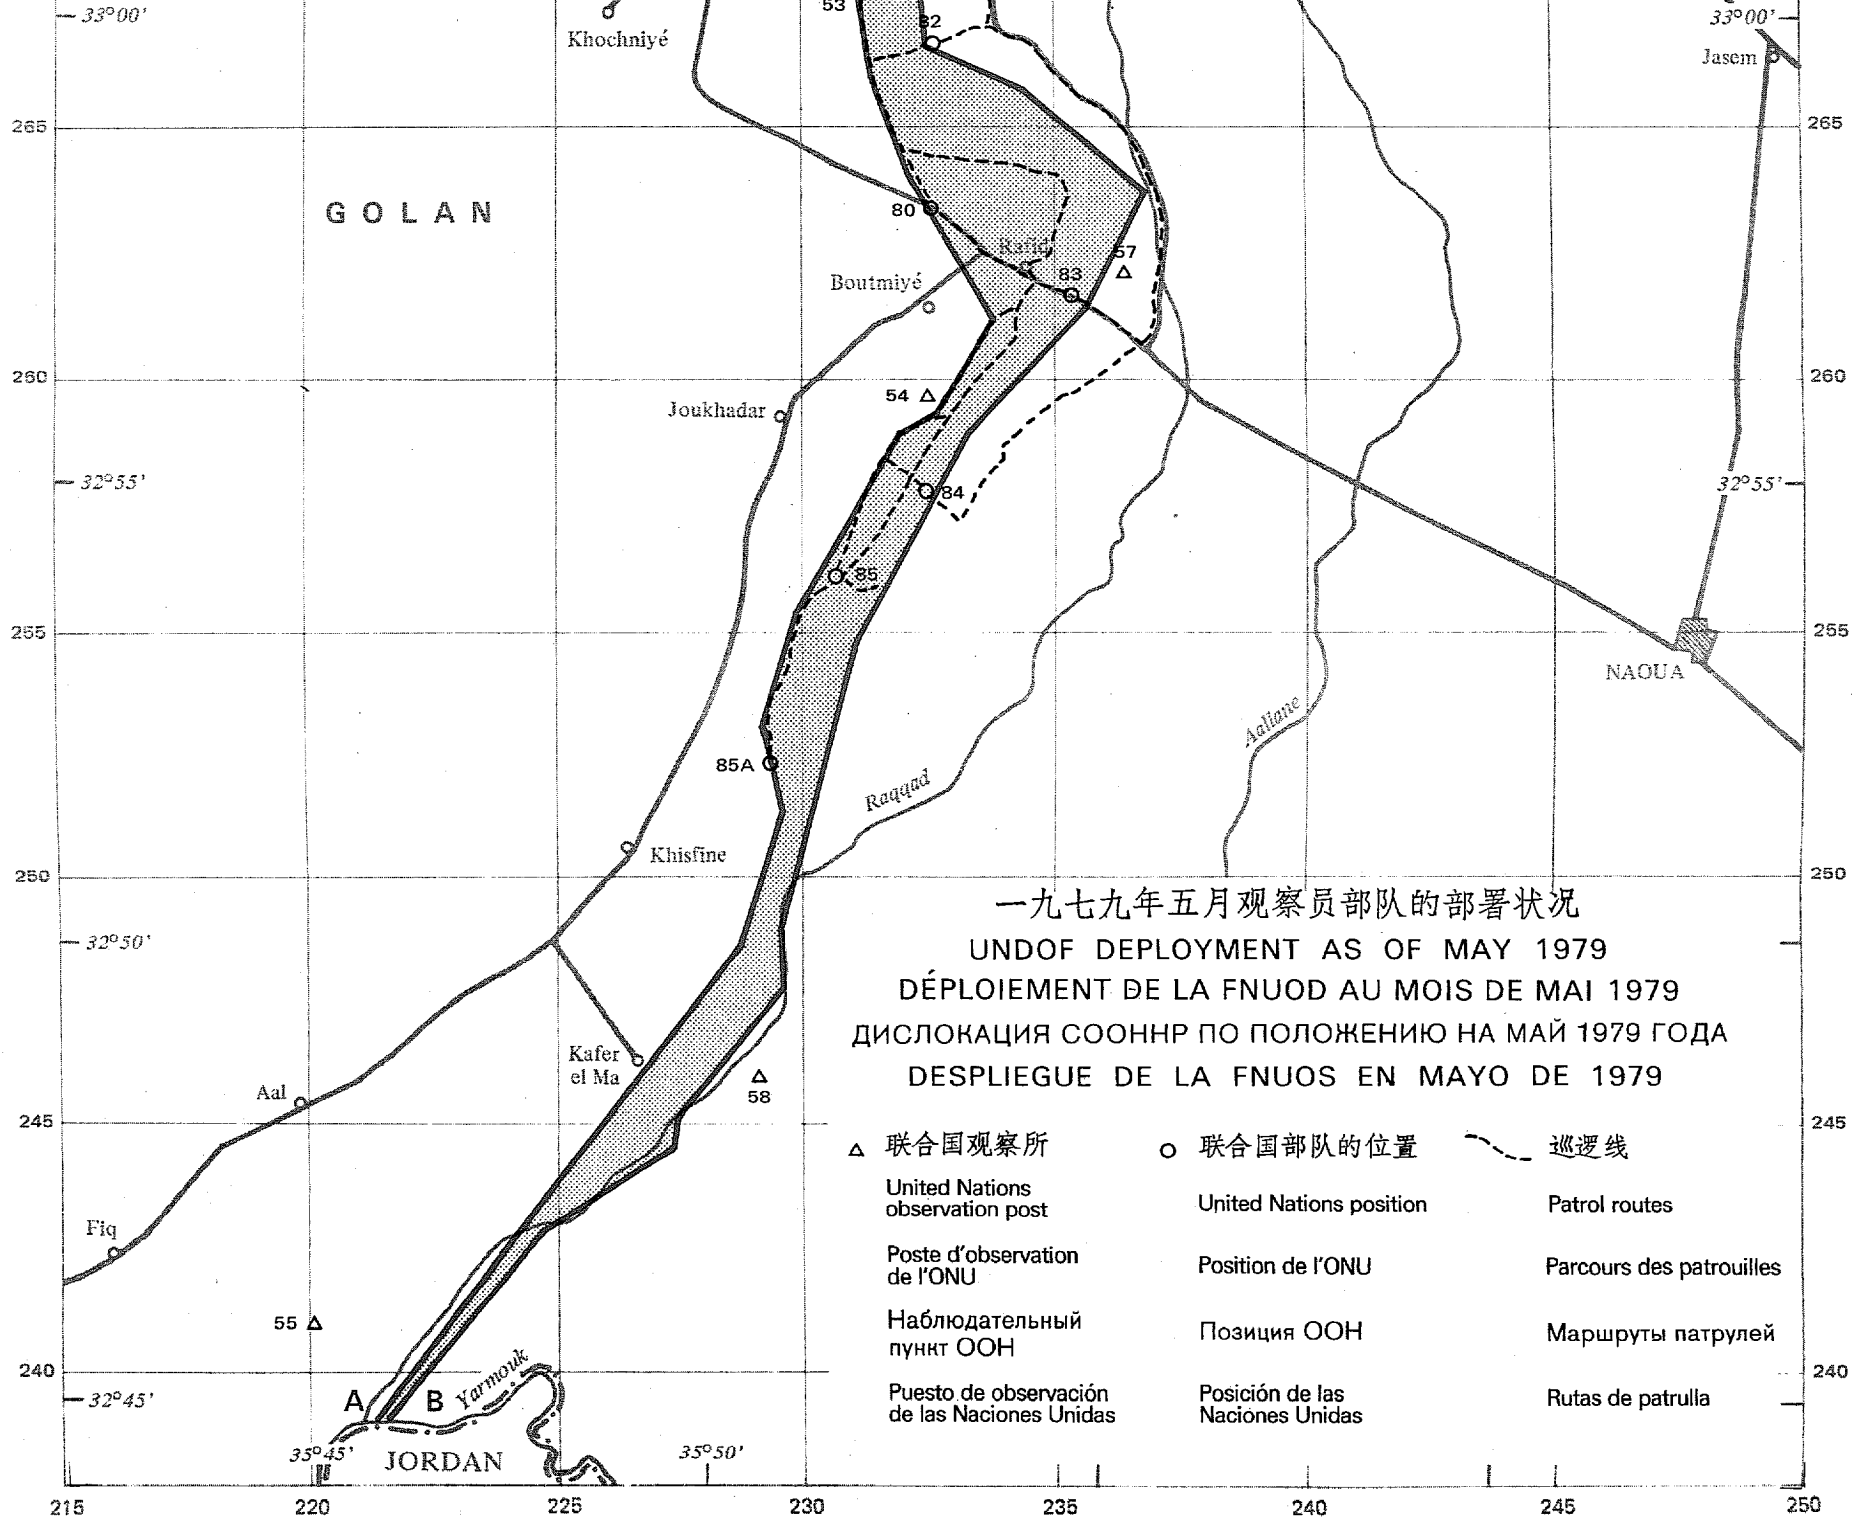 33°00'
Khochniyé
53
82
33°00'
Jasem
265
265
GOLAN
80
Rafid
57
83
Boutmiyé
260
54
260
Joukhadar
32°55'
84
32°55'
85
255
255
NAOUA
85A
Aaliane
Raqqad
Khisfine
250
250
一九七九年五月观察员部队的部署状况
32°50'
UNDOF DEPLOYMENT AS OF MAY 1979
DÉPLOIEMENT DE LA FNUOD AU MOIS DE MAI 1979
ДИСЛОКАЦИЯ СООННР ПО ПОЛОЖЕНИЮ НА МАЙ 1979 ГОДА
DESPLIEGUE DE LA FNUOS EN MAYO DE 1979
Kafer
el Ma
58
Aal
245
245
联合国观察所
联合国部队的位置
巡逻线
United Nations
observation post
United Nations position
Patrol routes
Fiq
Poste d'observation
de l'ONU
Position de l'ONU
Parcours des patrouilles
55
Наблюдательный
пункт ООН
Позиция ООН
Маршруты патрулей
240
240
32°45'
A
B
Yarmouk
Puesto de observación
de las Naciones Unidas
Posición de las
Naciones Unidas
Rutas de patrulla
35°45'
JORDAN
35°50'
215
220
225
230
235
240
245
250